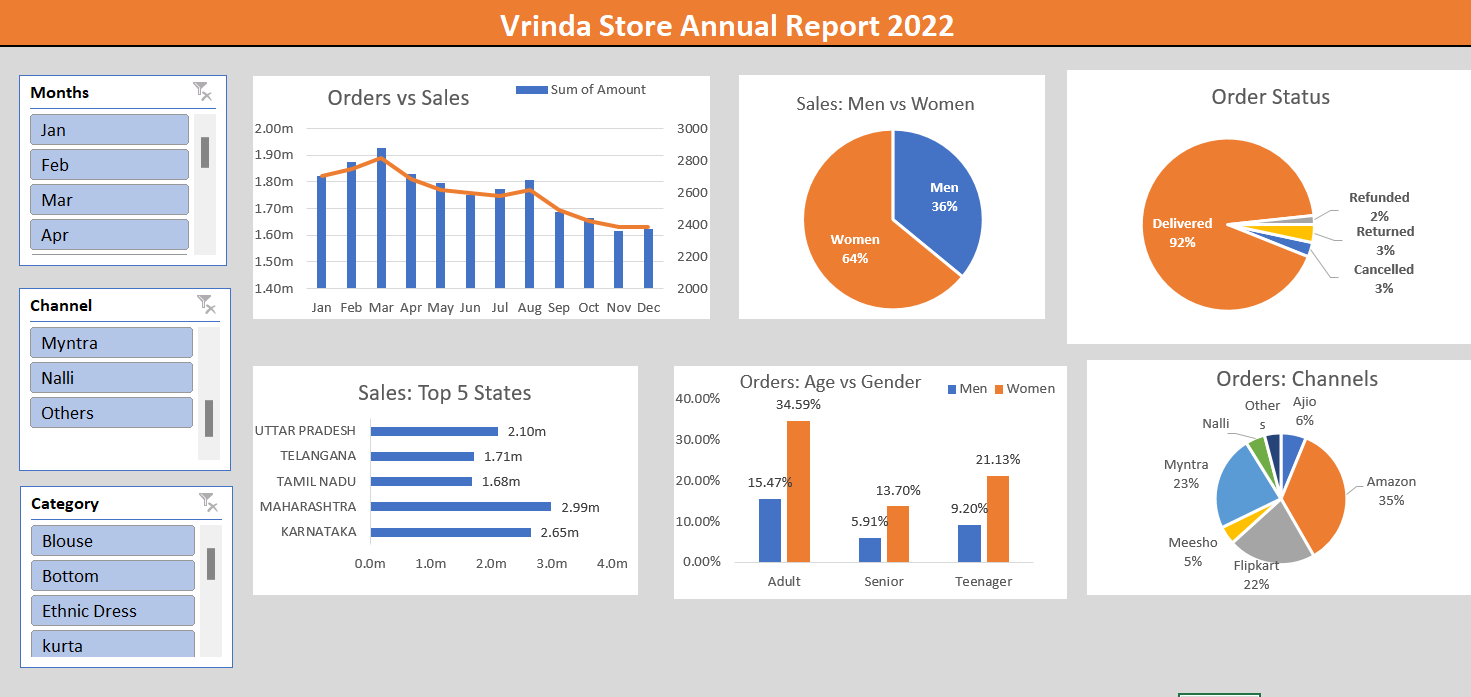 Vrinda Store Annual Report 2022
Months
Jan
Feb
Mar
Apr
Channel
Myntra
Nalli
Others
Category
Blouse
Bottom
Ethnic Dress
kurta
Orders vs Sales
Sum of Amount
2.00m
1.90m
1.80m
1.70m
1.60m
1.50m
1.40m
3000
2800
2600
2400
2200
2000
Jan Feb Mar Apr May Jun Jul Aug Sep Oct Nov Dec
Sales: Men vs Women
Men
36%
Women
64%
Order Status
Delivered
92%
Refunded
2%
Returned
3%
Cancelled
3%
Sales: Top 5 States
UTTAR PRADESH 2.10m
TELANGANA 1.71m
TAMIL NADU 1.68m
MAHARASHTRA 2.99m
KARNATAKA 2.65m
0.0m 1.0m 2.0m 3.0m 4.0m
Orders: Age vs Gender
Men Women
40.00%
30.00%
20.00%
10.00%
0.00%
15.47% 34.59%
5.91% 13.70%
9.20% 21.13%
Adult Senior Teenager
Orders: Channels
Ajio
6%
Amazon
35%
Flipkart
22%
Meesho
5%
Myntra
23%
Nalli
Other
s